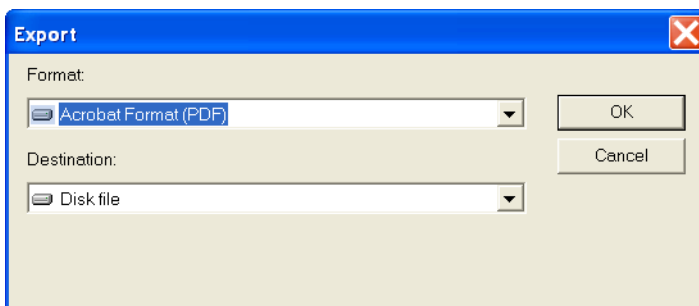 Export
Format:
Acrobat Format (PDF)
OK
Destination:
Cancel
Disk file